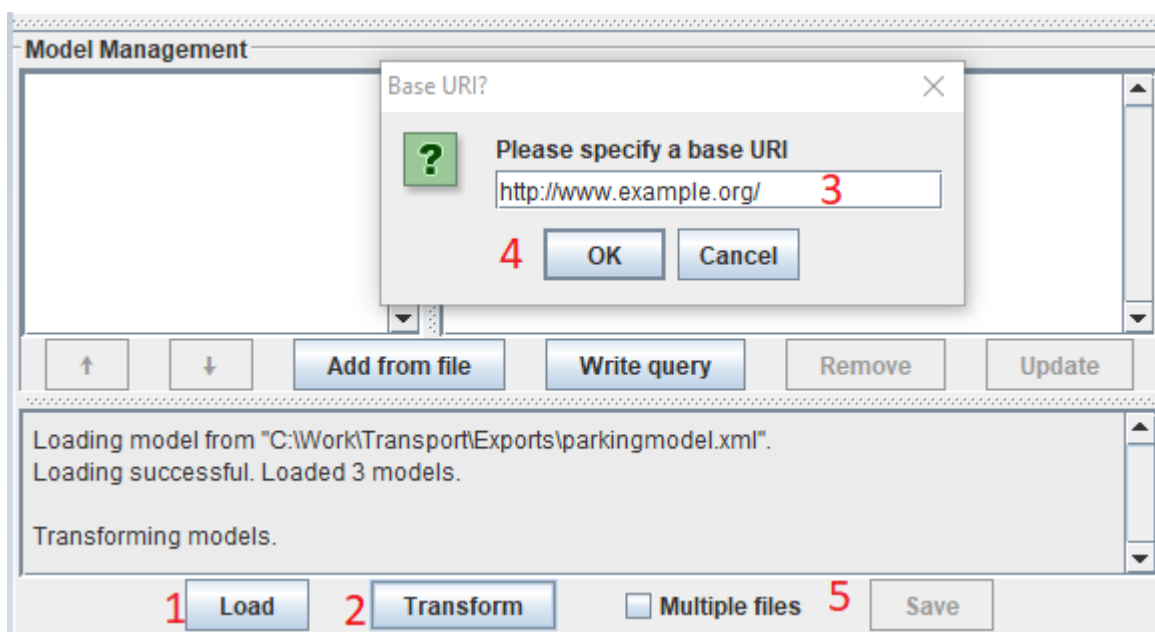 Model Management
Base URI?
?
Please specify a base URI
http://www.example.org/ 3
4 OK Cancel
Add from file Write query Remove Update
Loading model from "C:\Work\Transport\Exports\parkingmodel.xml".
Loading successful. Loaded 3 models.
Transforming models.
1 Load 2 Transform Multiple files 5 Save